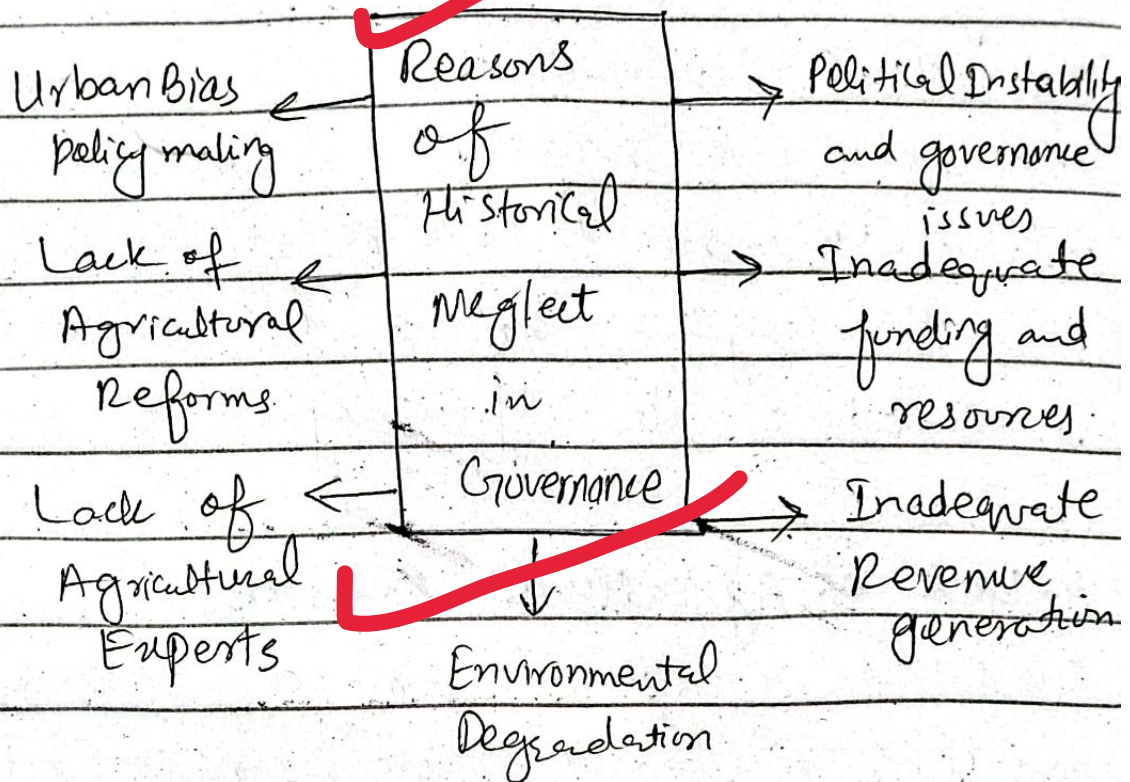 Reasons
of
Historical
Neglect
in
Governance
Urban Bias
policy making
Lack of
Agricultural
Reforms
Lack of
Agricultural
Experts
Political Instability
and governance
issues
Inadequate
funding and
resources.
Inadequate
Revenue
generation
Environmental
Degradation